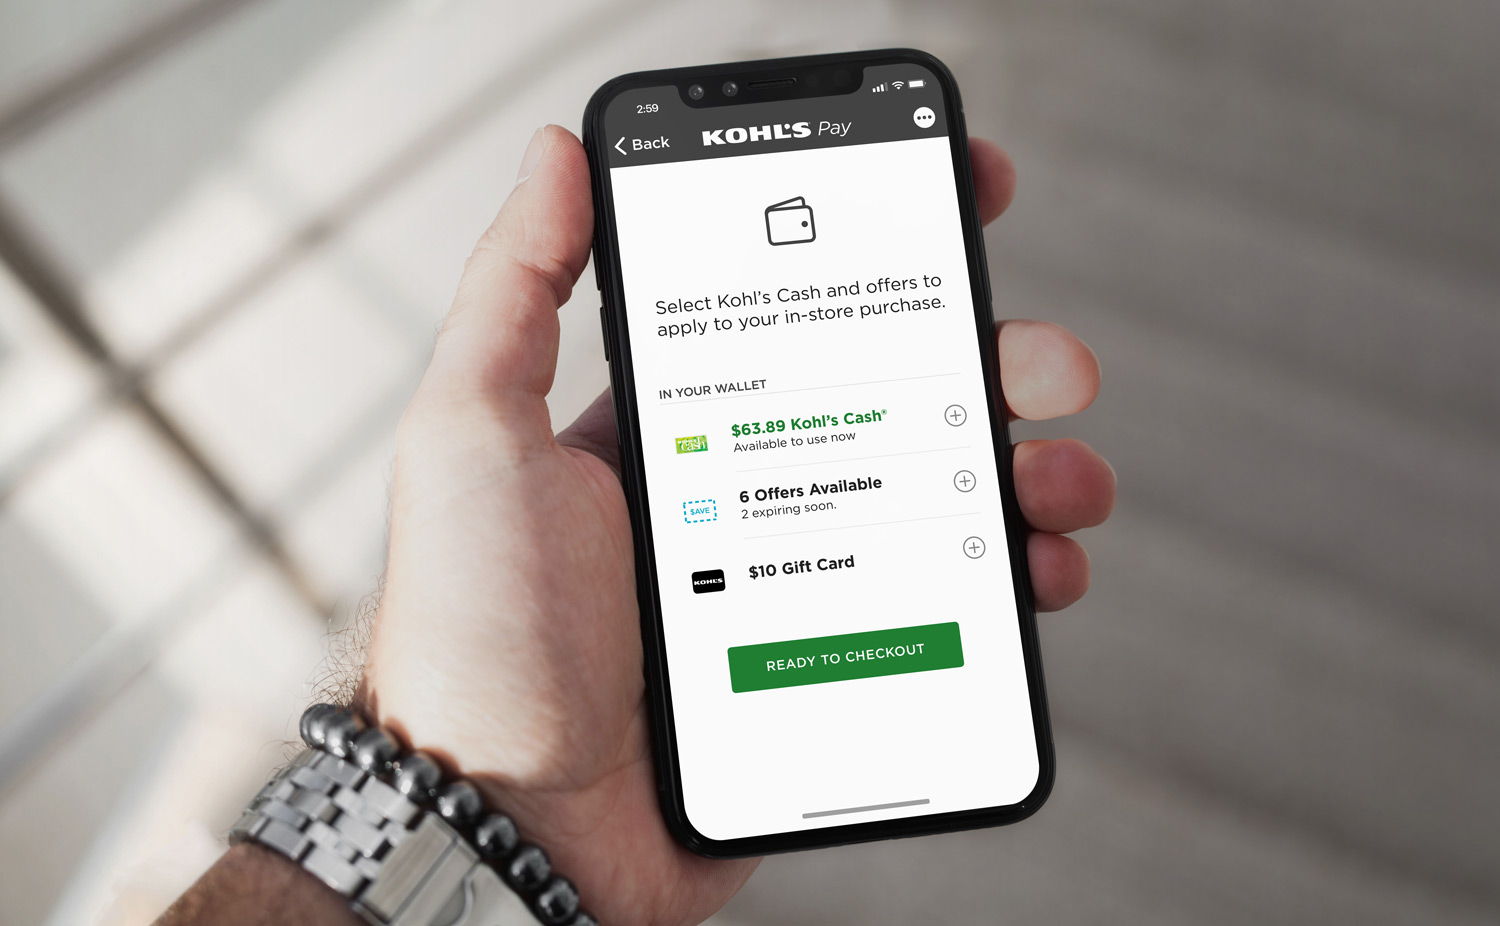 2:59
Back
KOHL'S Pay
Select Kohl's Cash and offers to
apply to your in-store purchase.
IN YOUR WALLET
$63.89 Kohl's Cash®
Available to use now
cash
6 Offers Available
2 expiring soon.
$AVE
$10 Gift Card
KOHL'S
READY TO CHECKOUT